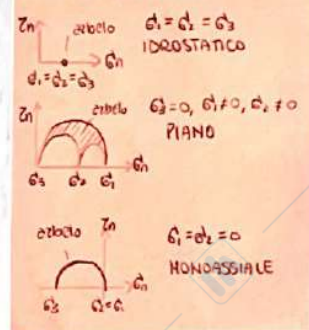 τn arbelo σ1 = σ2 = σ3
IDROSTATICO
σn
σ1=σ2=σ3
τn arbelo σ3=0, σ1≠0, σ2≠0
PIANO
σ3 σ2 σ1 σn
arbelo τn σ1=σ2=0
σn MONOASSIALE
σ3 σ2=σ1